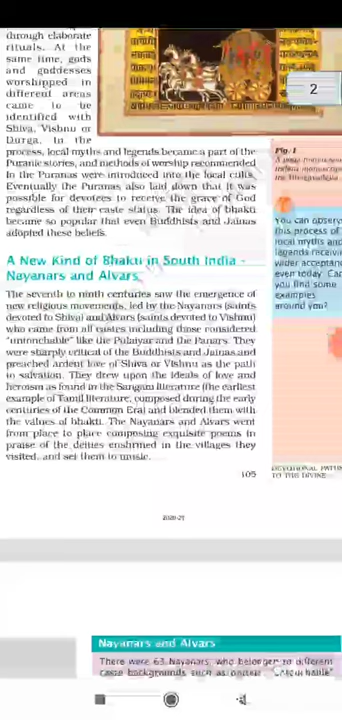 through elaborate
rituals. At the
same time, gods
and goddesses
worshipped in
different areas
came to be
identified with
Shiva, Vishnu or
Durga. In the
process, local myths and legends became a part of the
Puranic stories, and methods of worship recommended
in the Puranas were introduced into the local cults.
Eventually the Puranas also laid down that it was
possible for devotees to receive the grace of God
regardless of their caste status. The idea of bhakti
became so popular that even Buddhists and Jainas
adopted these beliefs.
A New Kind of Bhakti in South India –
Nayanars and Alvars
The seventh to ninth centuries saw the emergence of
new religious movements, led by the Nayanars (saints
devoted to Shiva) and Alvars (saints devoted to Vishnu)
who came from all castes including those considered
"untouchable" like the Pulaiyar and the Panars. They
were sharply critical of the Buddhists and Jainas and
preached ardent love of Shiva or Vishnu as the path
to salvation. They drew upon the ideals of love and
heroism as found in the Sangam literature (the earliest
example of Tamil literature, composed during the early
centuries of the Common Era) and blended them with
the values of bhakti. The Nayanars and Alvars went
from place to place composing exquisite poems in
praise of the deities enshrined in the villages they
visited, and set them to music.
105
2020-21
2
Fig. 1
A page
You can observ
this process of
local myths and
legends receivi
wider acceptan
even today. Can
you find some
examples
around you?
DEVOTIONAL PATHS
TO THE DIVINE
Nayanars and Alvars
There were 63 Nayanars, who belonged to different
caste backgrounds such as potter, "untouchable"